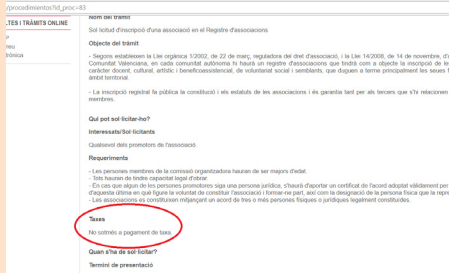 /procedimientos?id_proc=83
LTES I TRÀMITS ONLINE
Nom del tràmit
Sol·licitud d'inscripció d'una associació en el Registre d'associacions.
Objecte del tràmit
- Segons estableixen la Llei orgànica 1/2002, de 22 de març, reguladora del dret d'associació, i la Llei 14/2008, de 14 de novembre, d'
Comunitat Valenciana, en cada comunitat autònoma hi haurà un registre d'associacions que tindrà com a objecte la inscripció de le
caràcter docent, cultural, artístic i beneficoassistencial, de voluntariat social i semblants, que duguen a terme principalment les seues f
àmbit territorial.
- La inscripció registral fa pública la constitució i els estatuts de les associacions i és garantia tant per als tercers que s'hi relacionen
membres.
Qui pot sol·licitar-ho?
Interessats/Sol·licitants
Qualsevol dels promotors de l'associació.
Requeriments
- Les persones membres de la comissió organitzadora hauran de ser majors d'edat.
- Tots hauran de tindre capacitat legal d'obrar.
- En cas que algun de les persones promotores siga una persona jurídica, s'haurà d'aportar un certificat de l'acord adoptat vàlidament per
d'aquesta última en què figure la voluntat de constituir l'associació i formar-ne part, així com la designació de la persona física que la repre
- Les associacions es constituïxen mitjançant un acord de tres o més persones físiques o jurídiques legalment constituïdes.
Taxes
No sotmés a pagament de taxa.
Quan s'ha de sol·licitar?
Termini de presentació